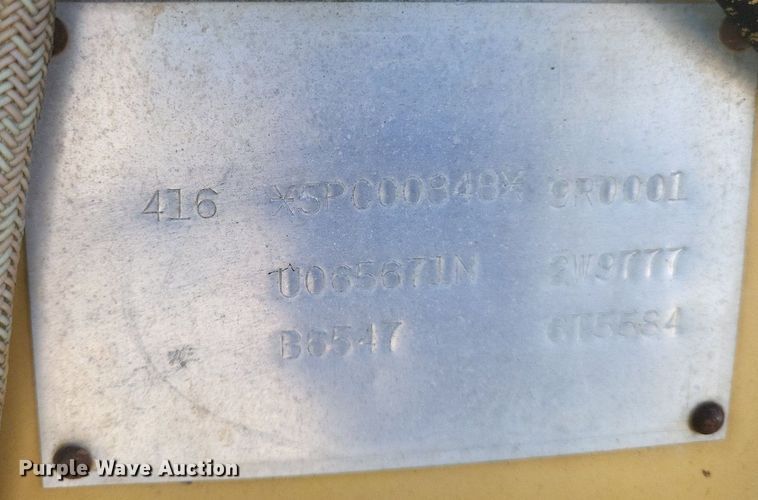 416 *5PC00848* 9R0001
U065671N 2W9777
B6547 6T5584
Purple Wave Auction